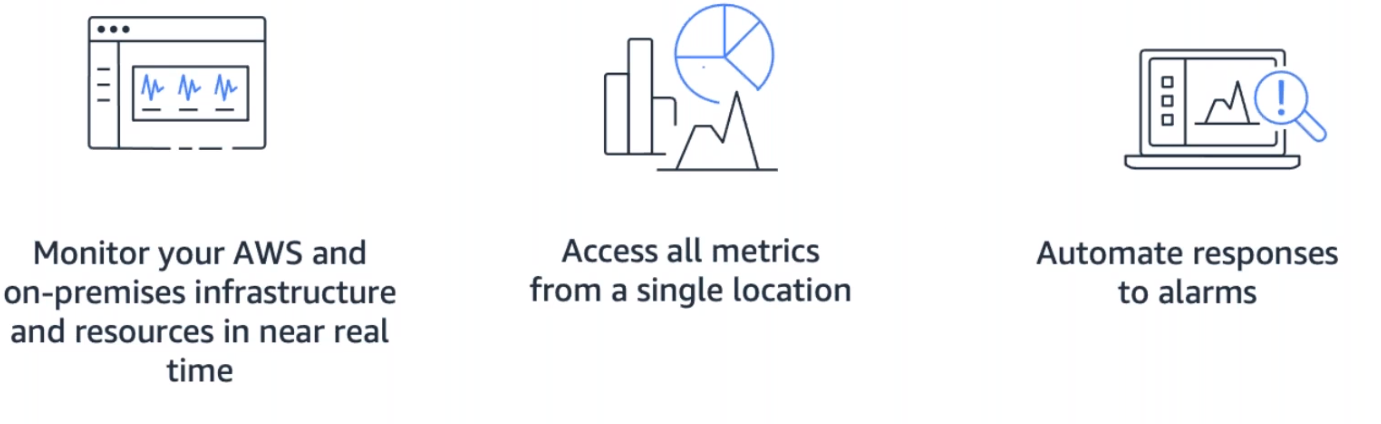 Monitor your AWS and
on-premises infrastructure
and resources in near real
time
Access all metrics
from a single location
Automate responses
to alarms